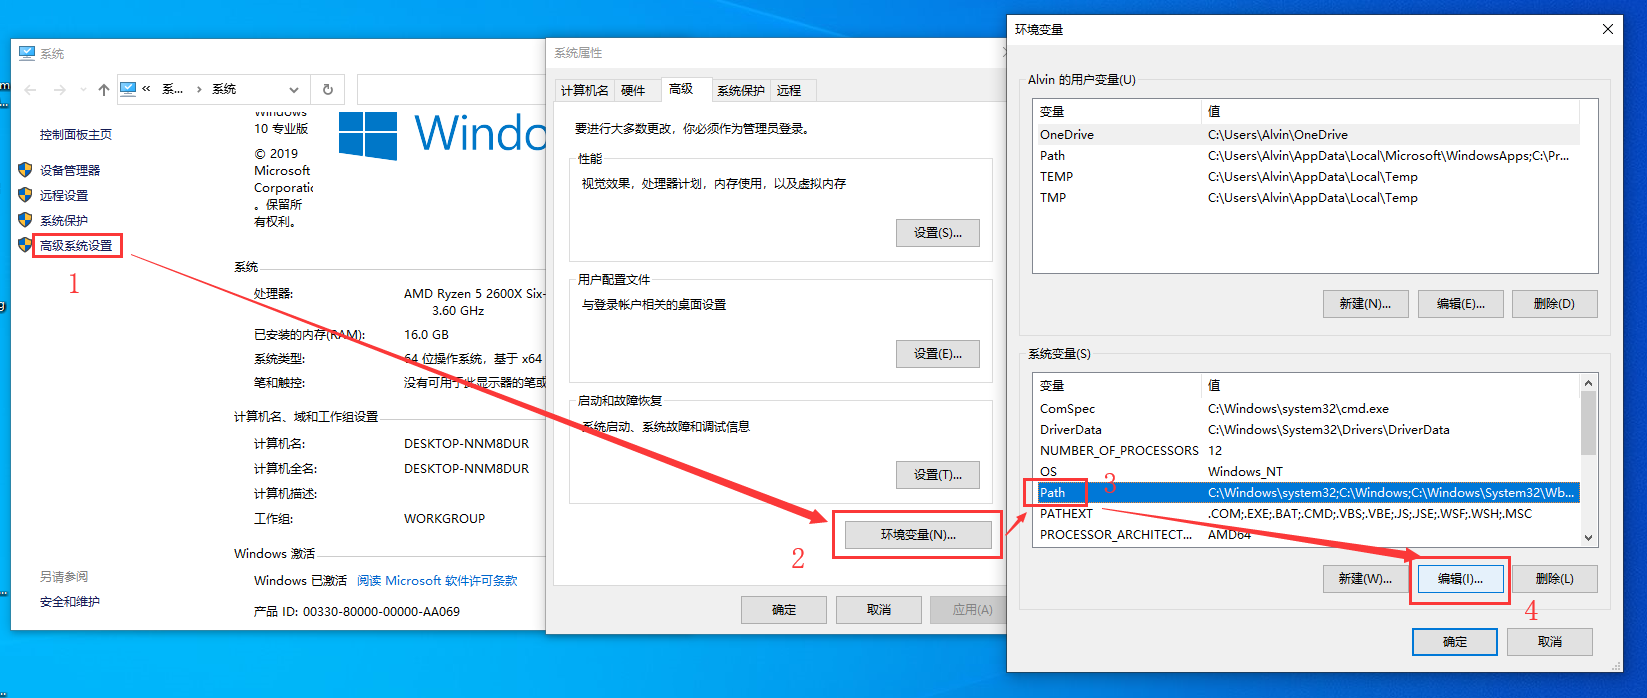 系统
« 系... › 系统
控制面板主页
设备管理器
远程设置
系统保护
高级系统设置
1
另请参阅
安全和维护
Windows
10 专业版
© 2019
Microsoft
。保留所
有权利。
系统
处理器:
AMD Ryzen 5 2600X Six-
3.60 GHz
已安装的内存(RAM):
16.0 GB
系统类型:
64 位操作系统，基于 x64
笔和触控:
没有可用于此显示器的笔或
计算机名、域和工作组设置
计算机名:
DESKTOP-NNM8DUR
计算机全名:
DESKTOP-NNM8DUR
计算机描述:
工作组:
WORKGROUP
Windows 激活
Windows 已激活 阅读 Microsoft 软件许可条款
产品 ID: 00330-80000-00000-AA069
系统属性
计算机名 硬件 高级 系统保护 远程
要进行大多数更改，你必须作为管理员登录。
性能
视觉效果，处理器计划，内存使用，以及虚拟内存
设置(S)...
用户配置文件
与登录帐户相关的桌面设置
设置(E)...
启动和故障恢复
系统启动、系统故障和调试信息
设置(T)...
2
环境变量(N)...
确定 取消 应用(A)
环境变量
Alvin 的用户变量(U)
变量 值
OneDrive C:\Users\Alvin\OneDrive
Path C:\Users\Alvin\AppData\Local\Microsoft\WindowsApps;C:\Pr...
TEMP C:\Users\Alvin\AppData\Local\Temp
TMP C:\Users\Alvin\AppData\Local\Temp
新建(N)... 编辑(E)... 删除(D)
系统变量(S)
变量 值
ComSpec C:\Windows\system32\cmd.exe
DriverData C:\Windows\System32\Drivers\DriverData
NUMBER_OF_PROCESSORS 12
OS Windows_NT
Path C:\Windows\system32;C:\Windows;C:\Windows\System32\Wb...
3
PATHEXT .COM;.EXE;.BAT;.CMD;.VBS;.VBE;.JS;.JSE;.WSF;.WSH;.MSC
PROCESSOR_ARCHITECT... AMD64
新建(W)... 编辑(I)... 删除(L)
4
确定 取消